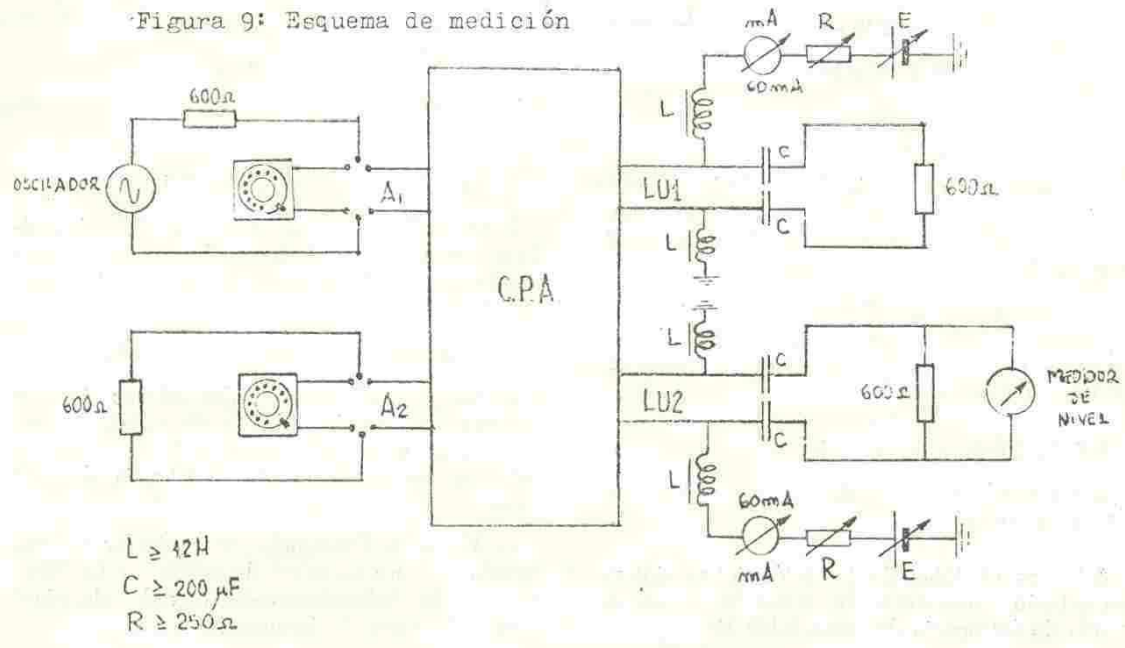 Figura 9: Esquema de medición
mA
R
E
60mA
L
600Ω
C
OSCILADOR
A1
LU1
600Ω
C
L
C.P.A
L
C
600Ω
A2
LU2
600Ω
MEDIDOR
DE
NIVEL
C
L
60mA
mA
R
E
L ≥ 12H
C ≥ 200 μF
R ≥ 250Ω